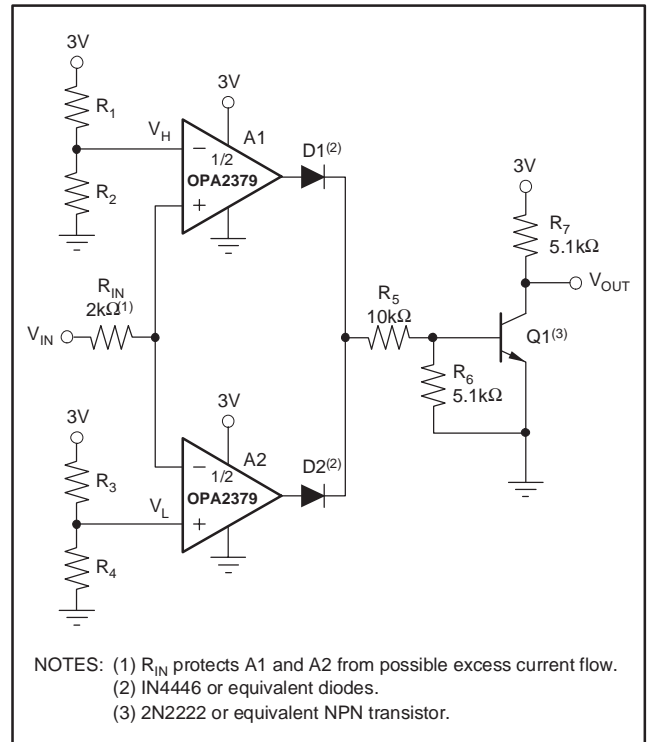 3V
R1
VH
R2
3V
A1
−
1/2
OPA2379
+
D1(2)
3V
R7
5.1kΩ
VOUT
RIN
2kΩ(1)
VIN
R5
10kΩ
Q1(3)
R6
5.1kΩ
3V
R3
VL
R4
3V
A2
−
1/2
OPA2379
+
D2(2)
NOTES: (1) RIN protects A1 and A2 from possible excess current flow.
(2) IN4446 or equivalent diodes.
(3) 2N2222 or equivalent NPN transistor.